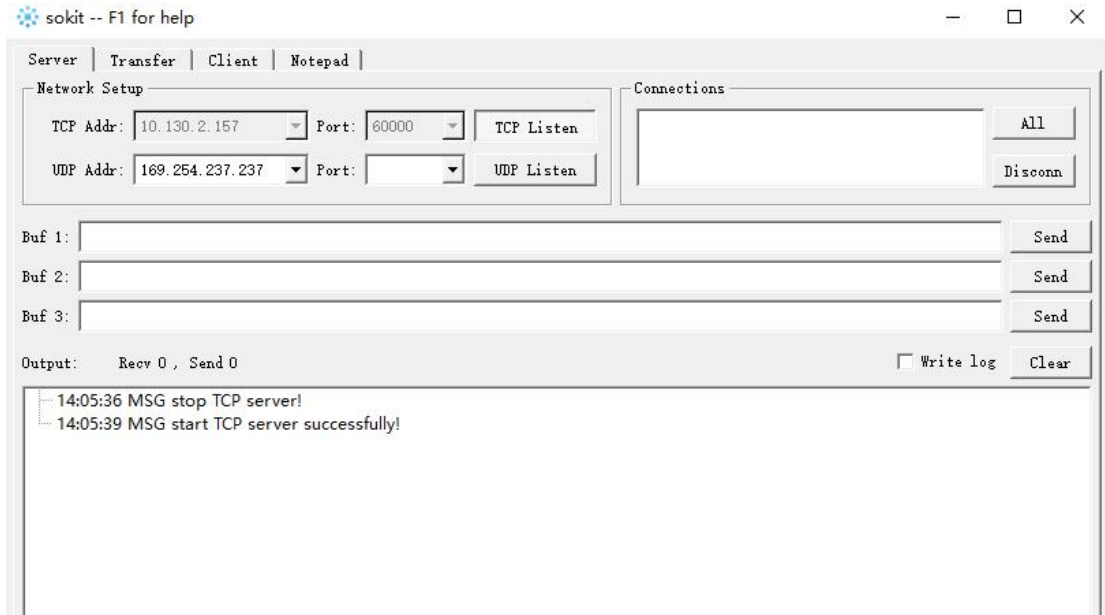 sokit -- F1 for help
Server Transfer Client Notepad
Network Setup
Connections
TCP Addr: 10.130.2.157 Port: 60000 TCP Listen
All
UDP Addr: 169.254.237.237 Port: UDP Listen
Disconn
Buf 1: Send
Buf 2: Send
Buf 3: Send
Output: Recv 0 , Send 0 Write log Clear
14:05:36 MSG stop TCP server!
14:05:39 MSG start TCP server successfully!